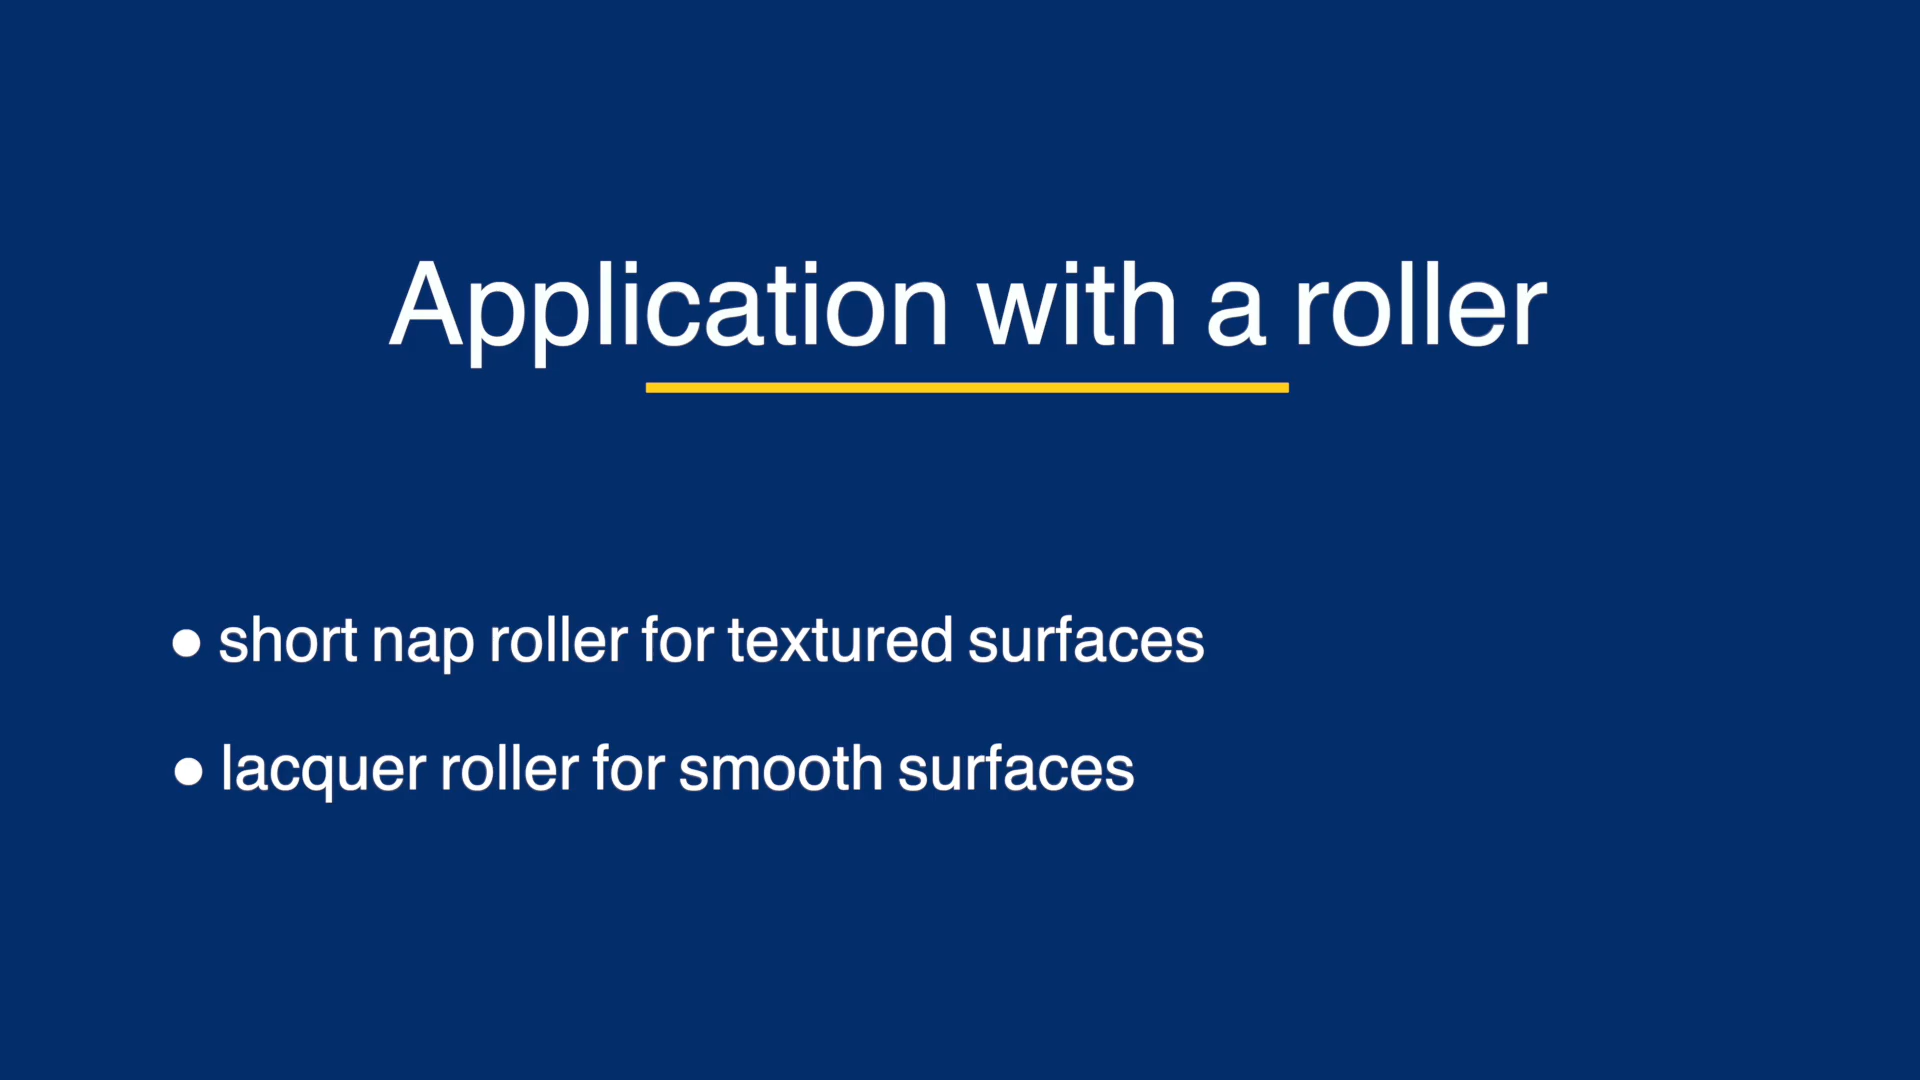 Application with a roller
● short nap roller for textured surfaces
● lacquer roller for smooth surfaces